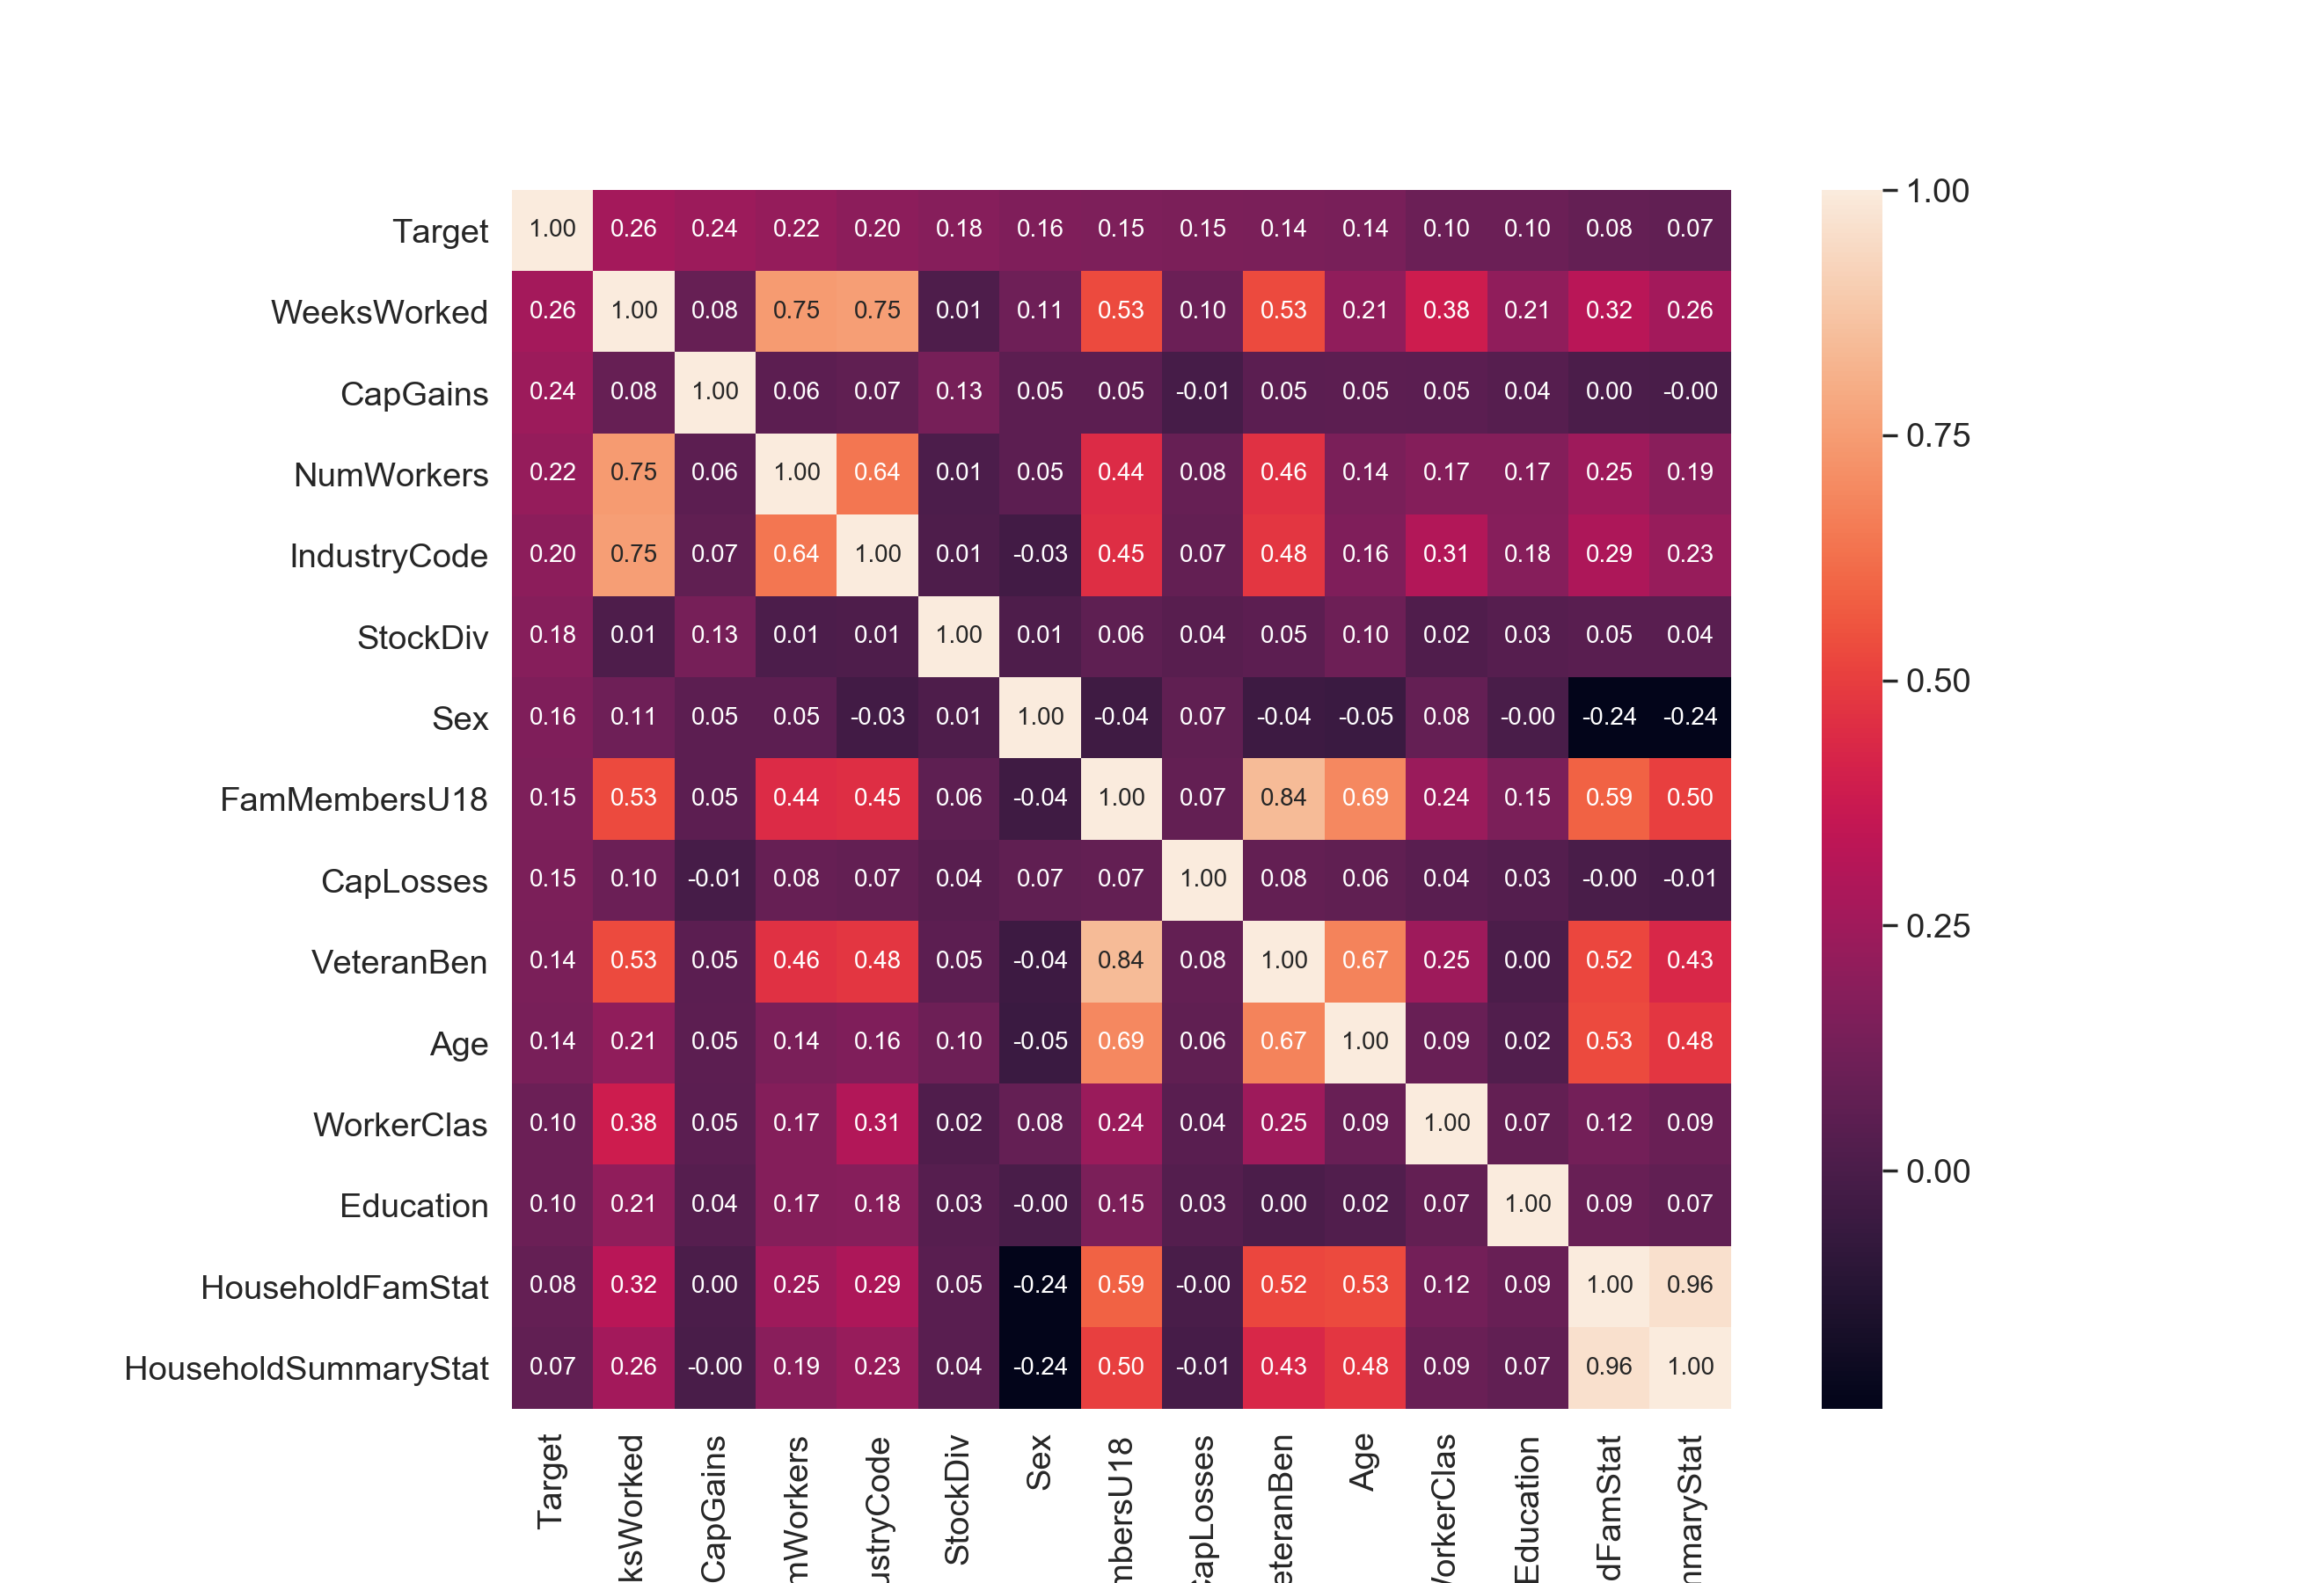 1.00
Target 1.00 0.26 0.24 0.22 0.20 0.18 0.16 0.15 0.15 0.14 0.14 0.10 0.10 0.08 0.07
WeeksWorked 0.26 1.00 0.08 0.75 0.75 0.01 0.11 0.53 0.10 0.53 0.21 0.38 0.21 0.32 0.26
CapGains 0.24 0.08 1.00 0.06 0.07 0.13 0.05 0.05 -0.01 0.05 0.05 0.05 0.04 0.00 -0.00
0.75
NumWorkers 0.22 0.75 0.06 1.00 0.64 0.01 0.05 0.44 0.08 0.46 0.14 0.17 0.17 0.25 0.19
IndustryCode 0.20 0.75 0.07 0.64 1.00 0.01 -0.03 0.45 0.07 0.48 0.16 0.31 0.18 0.29 0.23
StockDiv 0.18 0.01 0.13 0.01 0.01 1.00 0.01 0.06 0.04 0.05 0.10 0.02 0.03 0.05 0.04
0.50
Sex 0.16 0.11 0.05 0.05 -0.03 0.01 1.00 -0.04 0.07 -0.04 -0.05 0.08 -0.00 -0.24 -0.24
FamMembersU18 0.15 0.53 0.05 0.44 0.45 0.06 -0.04 1.00 0.07 0.84 0.69 0.24 0.15 0.59 0.50
CapLosses 0.15 0.10 -0.01 0.08 0.07 0.04 0.07 0.07 1.00 0.08 0.06 0.04 0.03 -0.00 -0.01
0.25
VeteranBen 0.14 0.53 0.05 0.46 0.48 0.05 -0.04 0.84 0.08 1.00 0.67 0.25 0.00 0.52 0.43
Age 0.14 0.21 0.05 0.14 0.16 0.10 -0.05 0.69 0.06 0.67 1.00 0.09 0.02 0.53 0.48
WorkerClas 0.10 0.38 0.05 0.17 0.31 0.02 0.08 0.24 0.04 0.25 0.09 1.00 0.07 0.12 0.09
0.00
Education 0.10 0.21 0.04 0.17 0.18 0.03 -0.00 0.15 0.03 0.00 0.02 0.07 1.00 0.09 0.07
HouseholdFamStat 0.08 0.32 0.00 0.25 0.29 0.05 -0.24 0.59 -0.00 0.52 0.53 0.12 0.09 1.00 0.96
HouseholdSummaryStat 0.07 0.26 -0.00 0.19 0.23 0.04 -0.24 0.50 -0.01 0.43 0.48 0.09 0.07 0.96 1.00
Target
ksWorked
CapGains
mWorkers
ustryCode
StockDiv
Sex
mbersU18
CapLosses
eteranBen
Age
WorkerClas
Education
dFamStat
nmaryStat